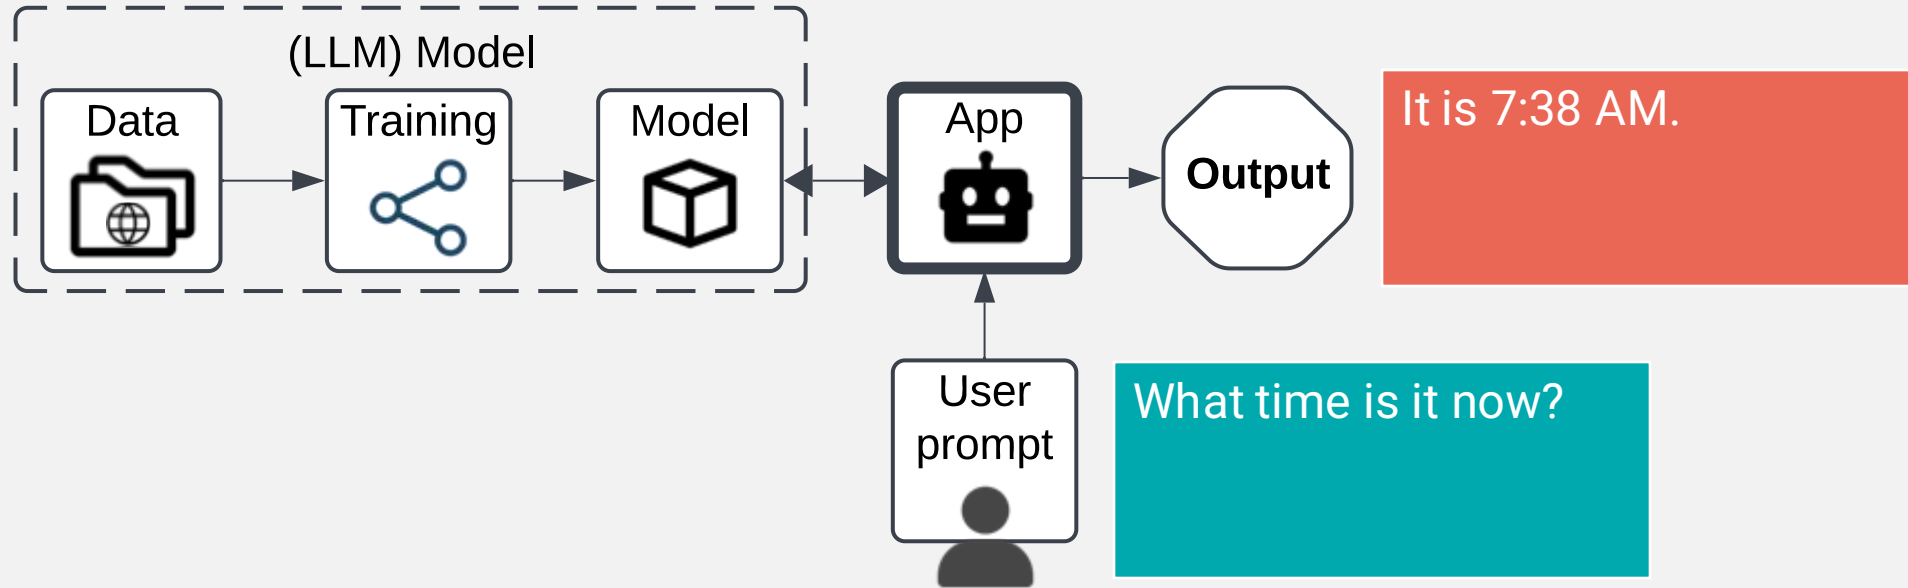 (LLM) Model
Data
Training
Model
App
Output
It is 7:38 AM.
User
prompt
What time is it now?